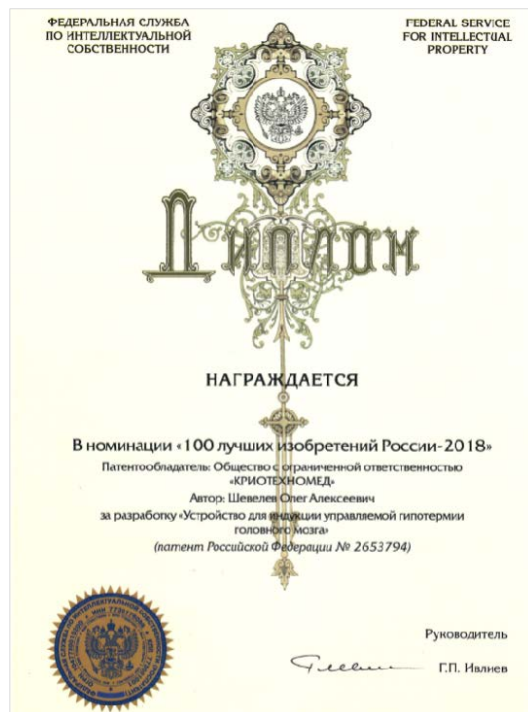 ФЕДЕРАЛЬНАЯ СЛУЖБА
ПО ИНТЕЛЛЕКТУАЛЬНОЙ
СОБСТВЕННОСТИ
FEDERAL SERVICE
FOR INTELLECTUAL
PROPERTY
ДИПЛОМ
НАГРАЖДАЕТСЯ
В номинации «100 лучших изобретений России-2018»
Патентообладатель: Общество с ограниченной ответственностью
«КРИОТЕХНОМЕД»
Автор: Шевелев Олег Алексеевич
за разработку «Устройство для индукции управляемой гипотермии
головного мозга»
(патент Российской Федерации № 2653794)
Руководитель
Г.П. Ивлиев